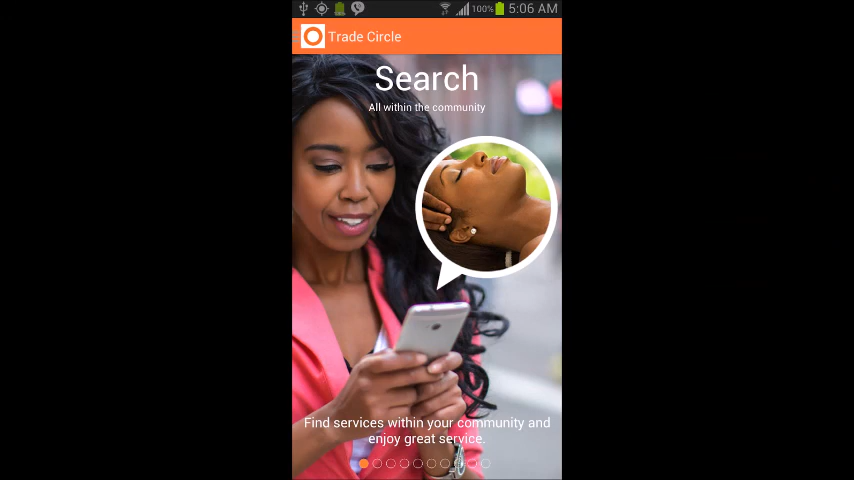 100% 5:06 AM
Trade Circle
Search
All within the community
Find services within your community and
enjoy great service.